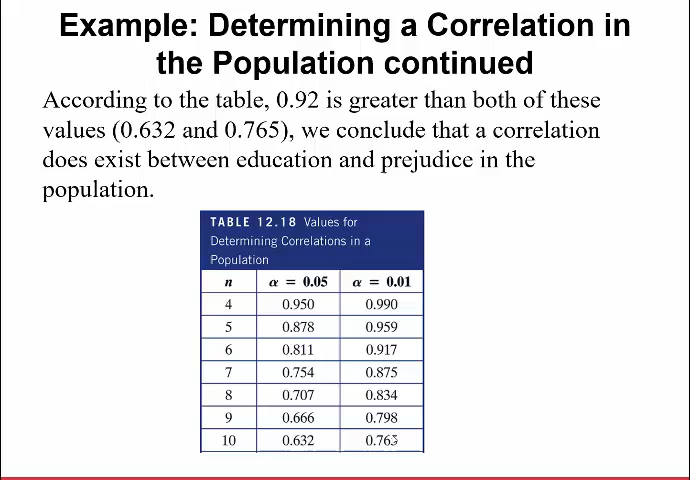 Example: Determining a Correlation in
the Population continued
According to the table, 0.92 is greater than both of these
values (0.632 and 0.765), we conclude that a correlation
does exist between education and prejudice in the
population.
TABLE 12.18 Values for
Determining Correlations in a
Population
n α = 0.05 α = 0.01
4 0.950 0.990
5 0.878 0.959
6 0.811 0.917
7 0.754 0.875
8 0.707 0.834
9 0.666 0.798
10 0.632 0.765